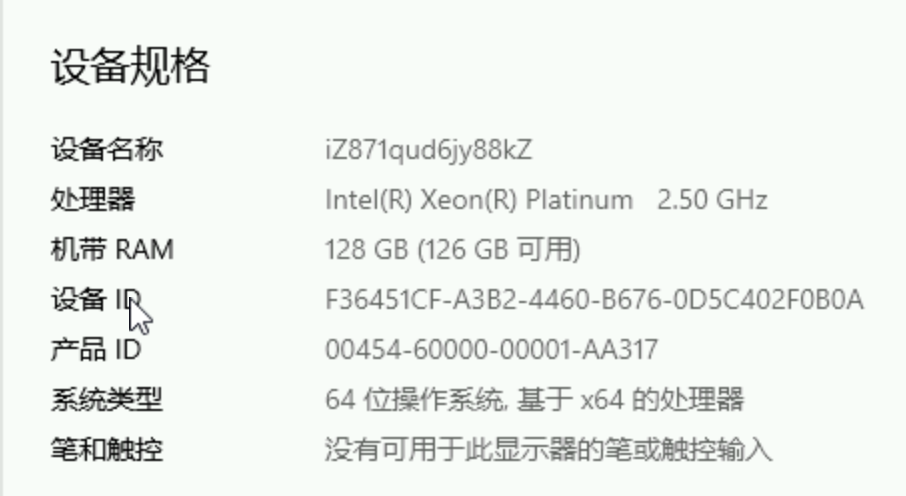 设备规格
设备名称 iZ871qud6jy88kZ
处理器 Intel(R) Xeon(R) Platinum 2.50 GHz
机带 RAM 128 GB (126 GB 可用)
设备 ID F36451CF-A3B2-4460-B676-0D5C402F0B0A
产品 ID 00454-60000-00001-AA317
系统类型 64 位操作系统, 基于 x64 的处理器
笔和触控 没有可用于此显示器的笔或触控输入